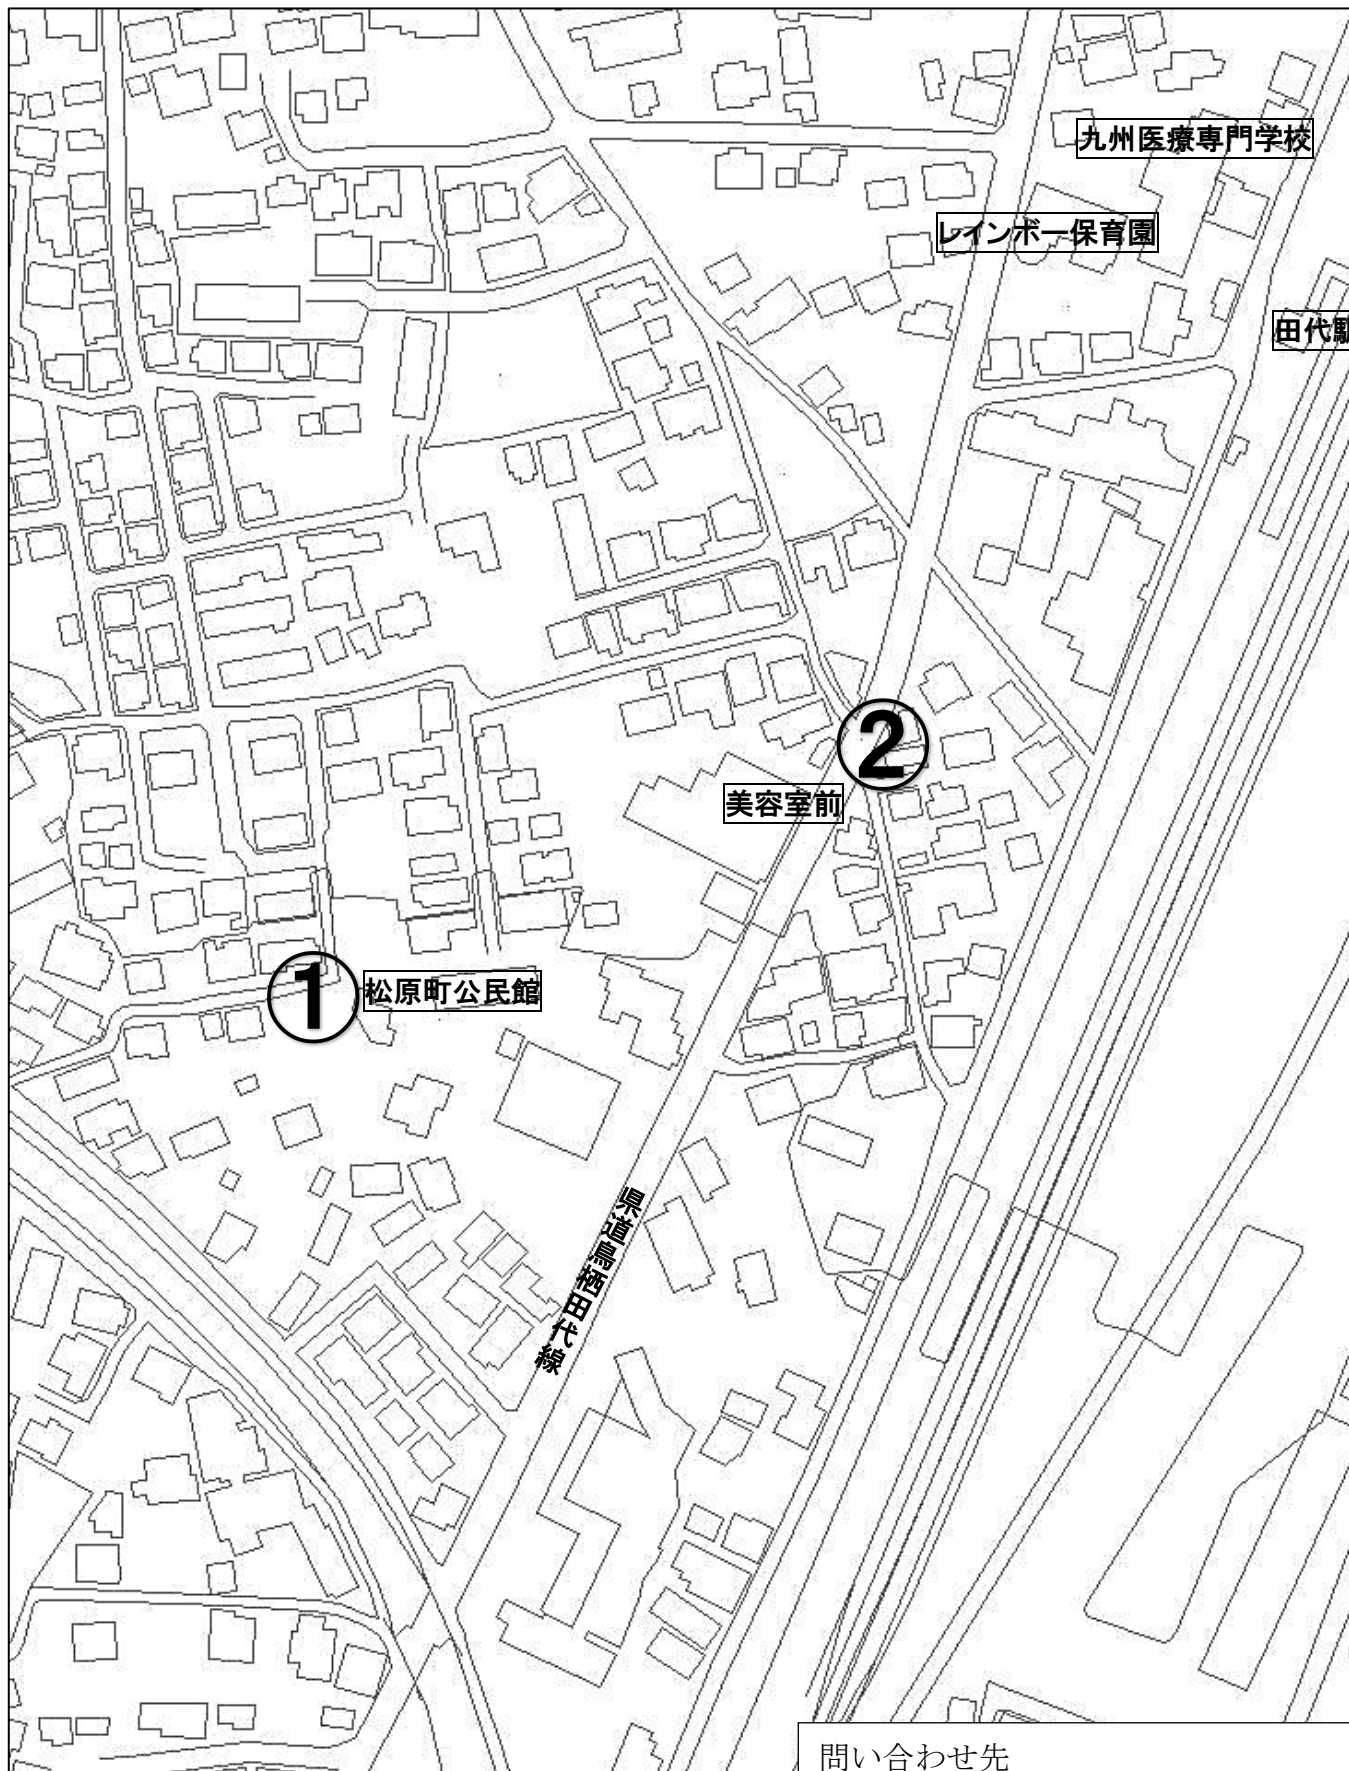 九州医療専門学校
レインボー保育園
田代駅
②
美容室前
①
松原町公民館
県道鳥栖田代線
問い合わせ先